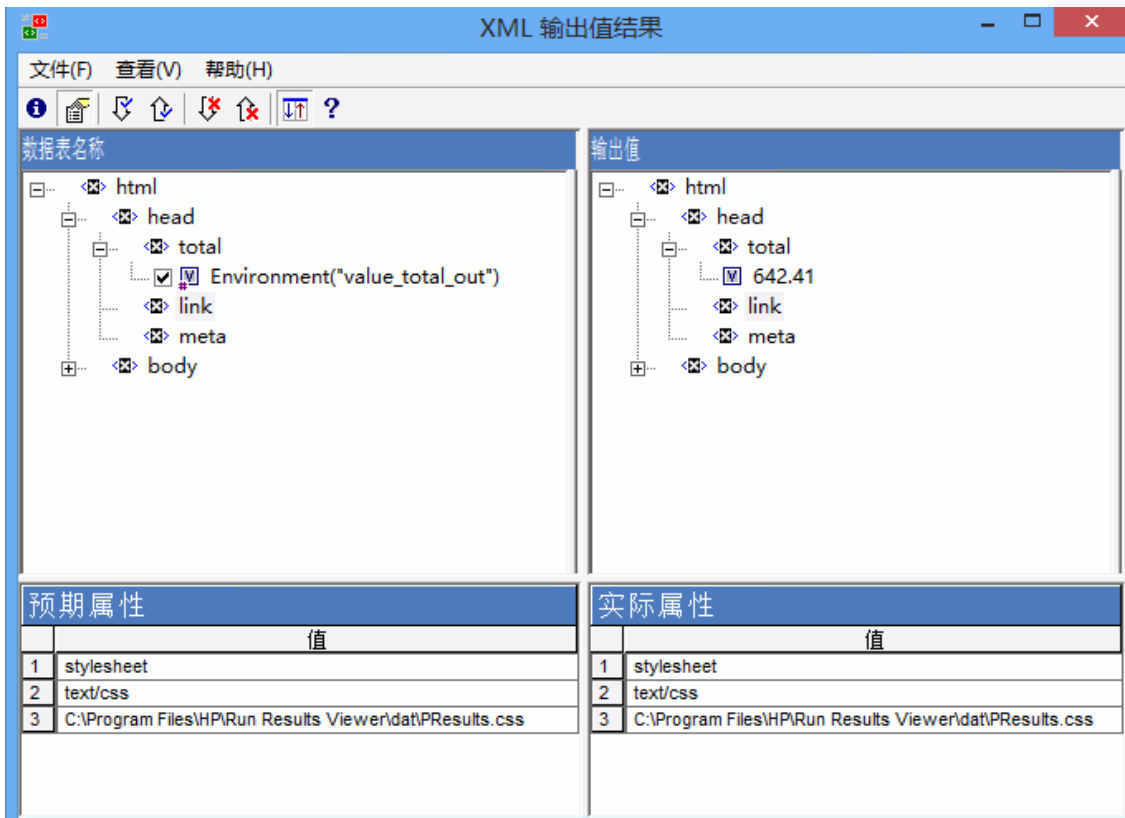 XML 输出值结果
文件(F) 查看(V) 帮助(H)
数据表名称
html
head
total
Environment("value_total_out")
link
meta
body
输出值
html
head
total
642.41
link
meta
body
预期属性
值
1 stylesheet
2 text/css
3 C:\Program Files\HP\Run Results Viewer\dat\PResults.css
实际属性
值
1 stylesheet
2 text/css
3 C:\Program Files\HP\Run Results Viewer\dat\PResults.css